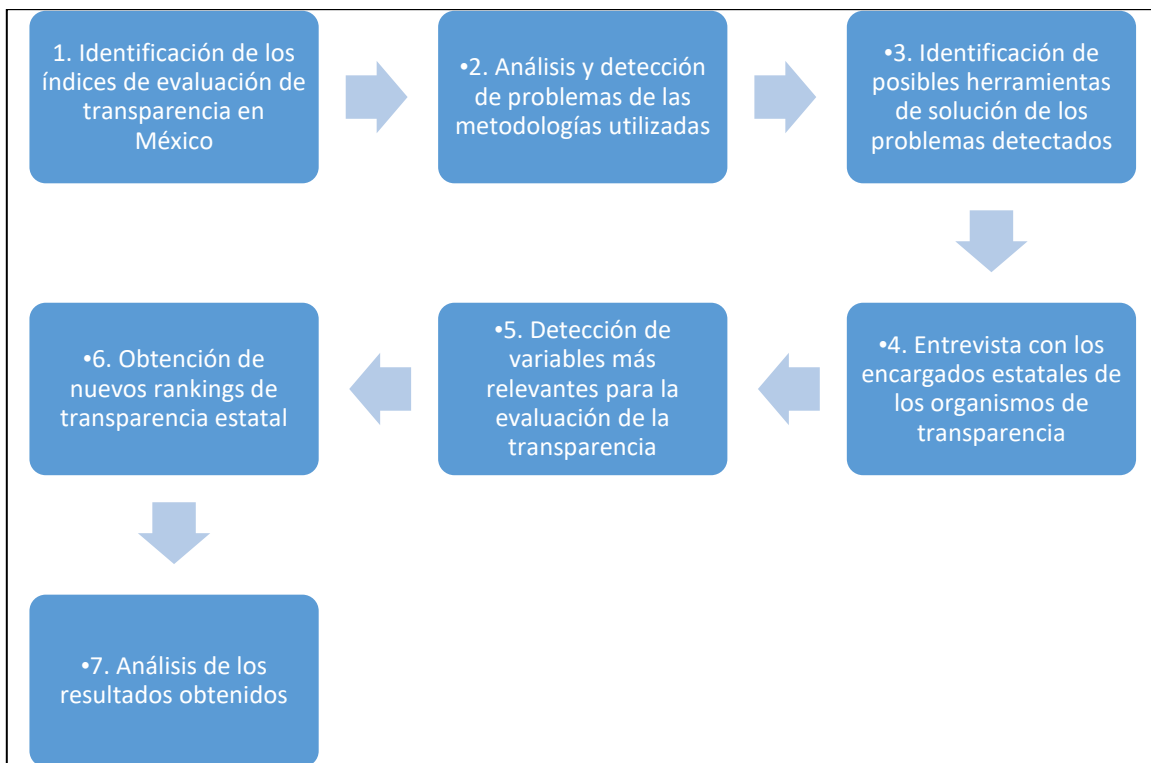 1. Identificación de los
índices de evaluación de
transparencia en
México
•2. Análisis y detección
de problemas de las
metodologías utilizadas
•3. Identificación de
posibles herramientas
de solución de los
problemas detectados
•4. Entrevista con los
encargados estatales de
los organismos de
transparencia
•5. Detección de
variables más
relevantes para la
evaluación de la
transparencia
•6. Obtención de
nuevos rankings de
transparencia estatal
•7. Análisis de los
resultados obtenidos